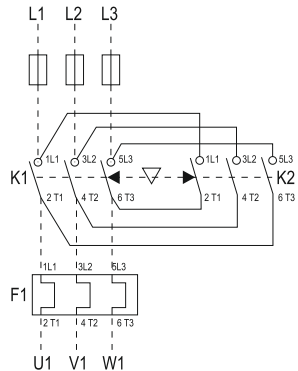 L1 L2 L3
1L1 3L2 5L3 1L1 3L2 5L3
K1 K2
2 T1 4 T2 6 T3 2 T1 4 T2 6 T3
1L1 3L2 5L3
F1
2 T1 4 T2 6 T3
U1 V1 W1